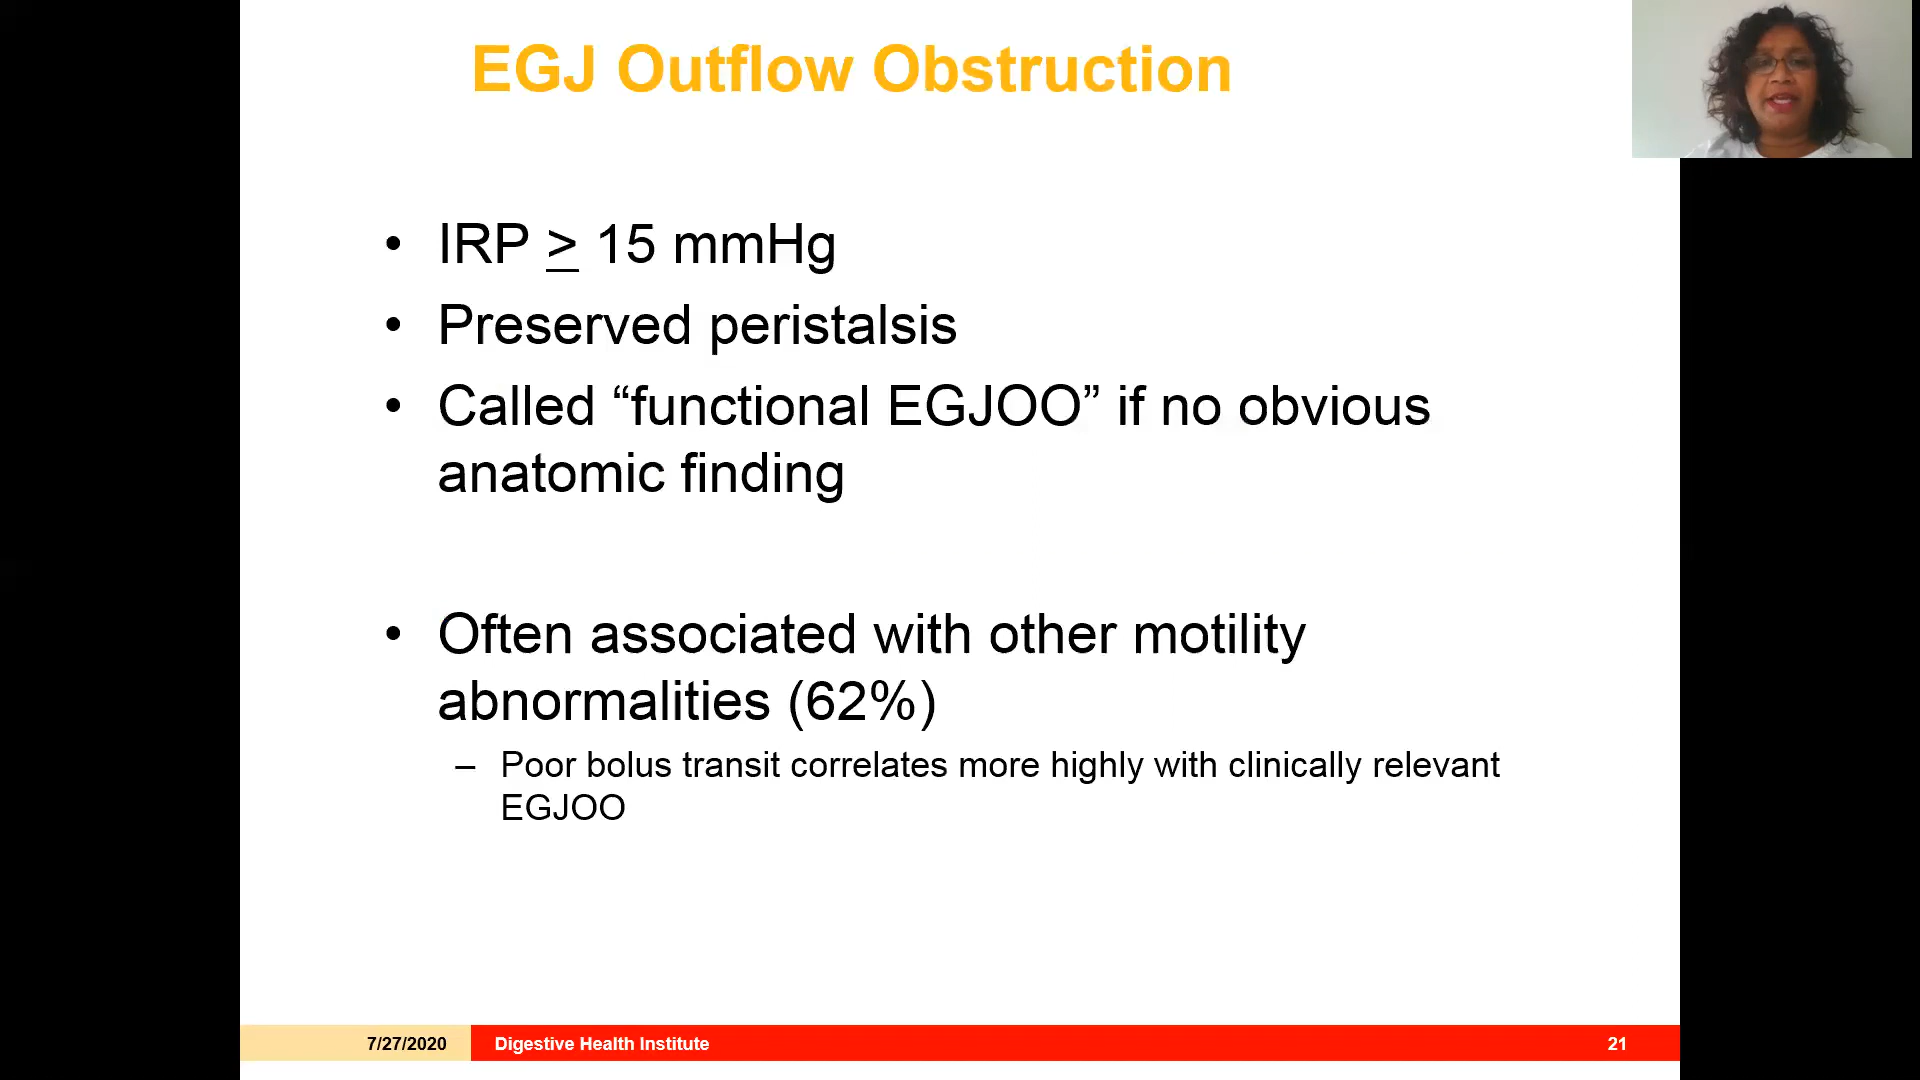 EGJ Outflow Obstruction
• IRP ≥ 15 mmHg
• Preserved peristalsis
• Called “functional EGJOO” if no obvious
anatomic finding
• Often associated with other motility
abnormalities (62%)
– Poor bolus transit correlates more highly with clinically relevant
EGJOO
7/27/2020 Digestive Health Institute 21